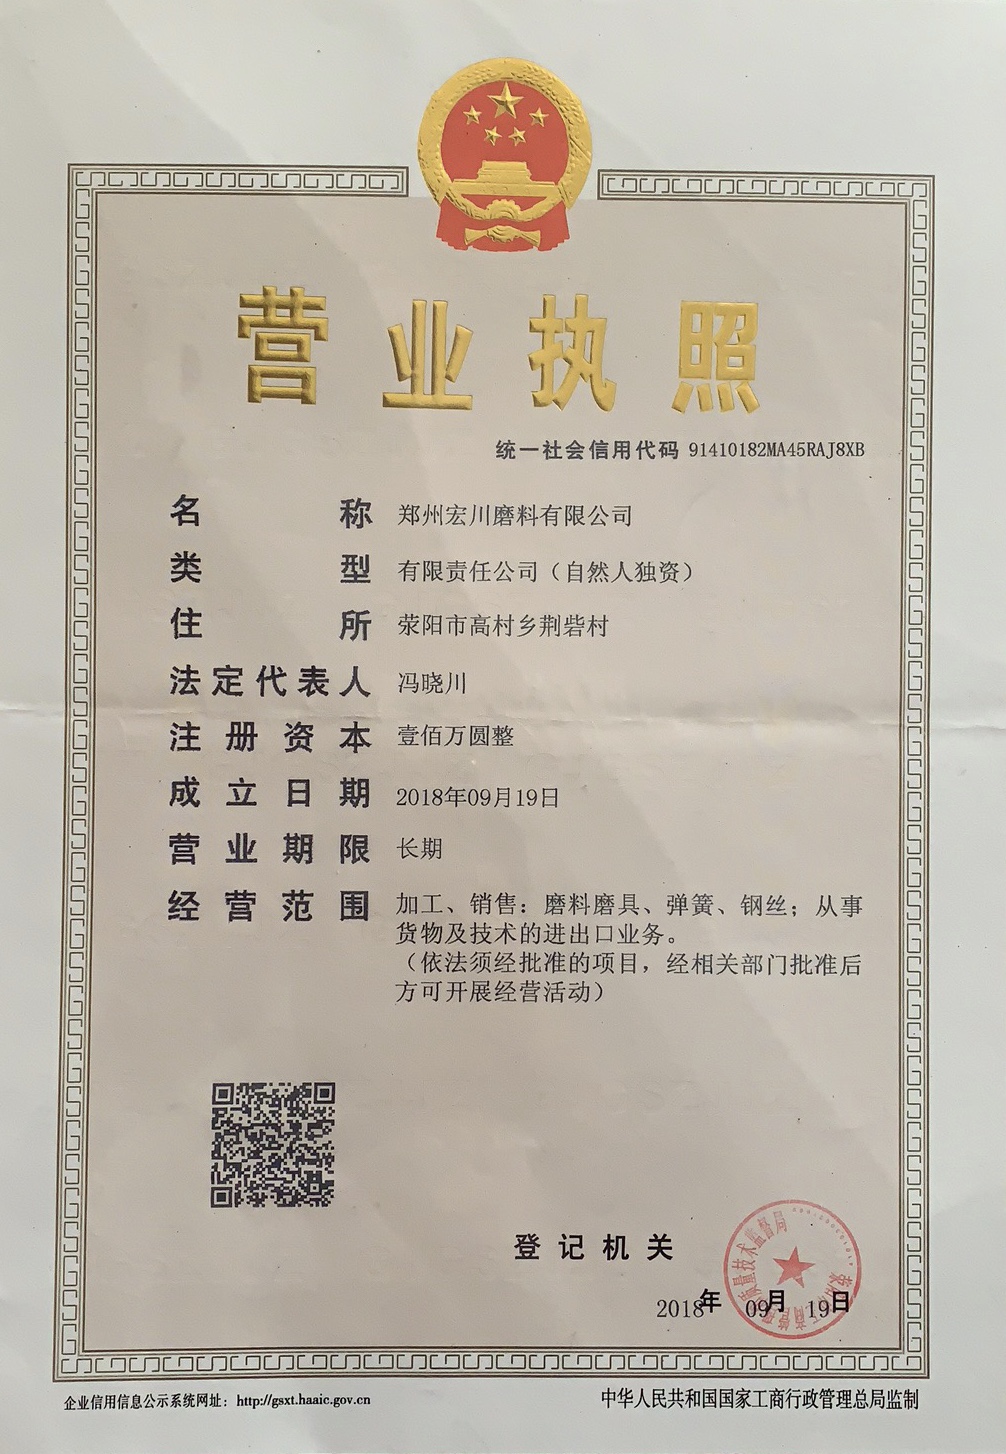 营业执照
统一社会信用代码 91410182MA45RAJ8XB
名称 郑州宏川磨料有限公司
类型 有限责任公司（自然人独资）
住所 荥阳市高村乡荆砦村
法定代表人 冯晓川
注册资本 壹佰万圆整
成立日期 2018年09月19日
营业期限 长期
经营范围 加工、销售：磨料磨具、弹簧、钢丝；从事
货物及技术的进出口业务。
（依法须经批准的项目，经相关部门批准后
方可开展经营活动）
登记机关
2018年 09月 19日
企业信用信息公示系统网址：http://gsxt.haaic.gov.cn
中华人民共和国国家工商行政管理总局监制